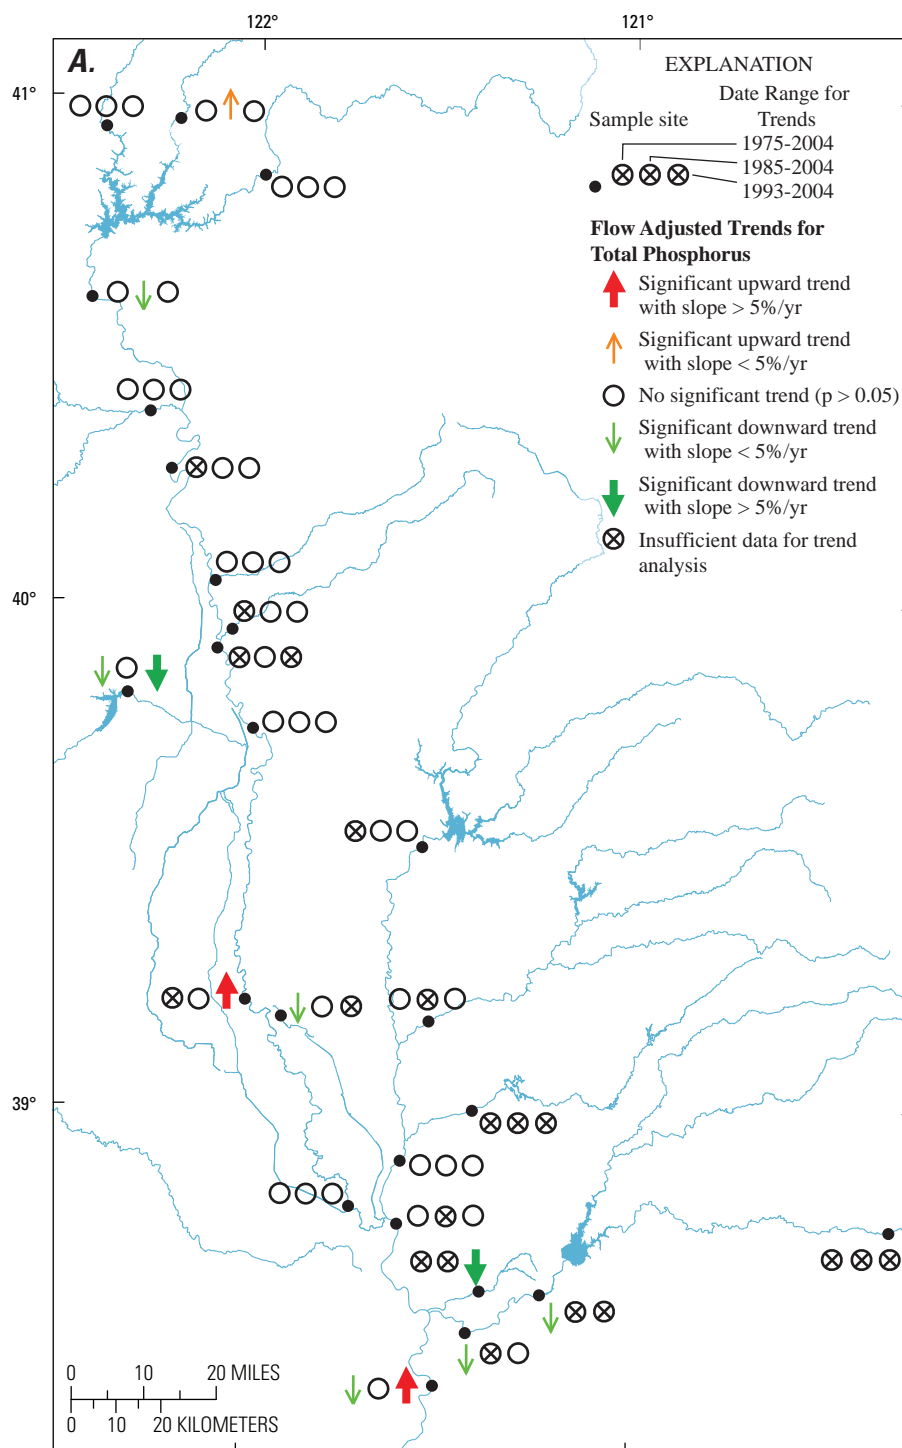 122° 121°
A.
41°
EXPLANATION
Date Range for
Trends
Sample site
1975-2004
1985-2004
1993-2004
Flow Adjusted Trends for
Total Phosphorus
Significant upward trend
with slope > 5%/yr
Significant upward trend
with slope < 5%/yr
No significant trend (p > 0.05)
Significant downward trend
with slope < 5%/yr
Significant downward trend
with slope > 5%/yr
Insufficient data for trend
analysis
40°
39°
0 10 20 MILES
0 10 20 KILOMETERS